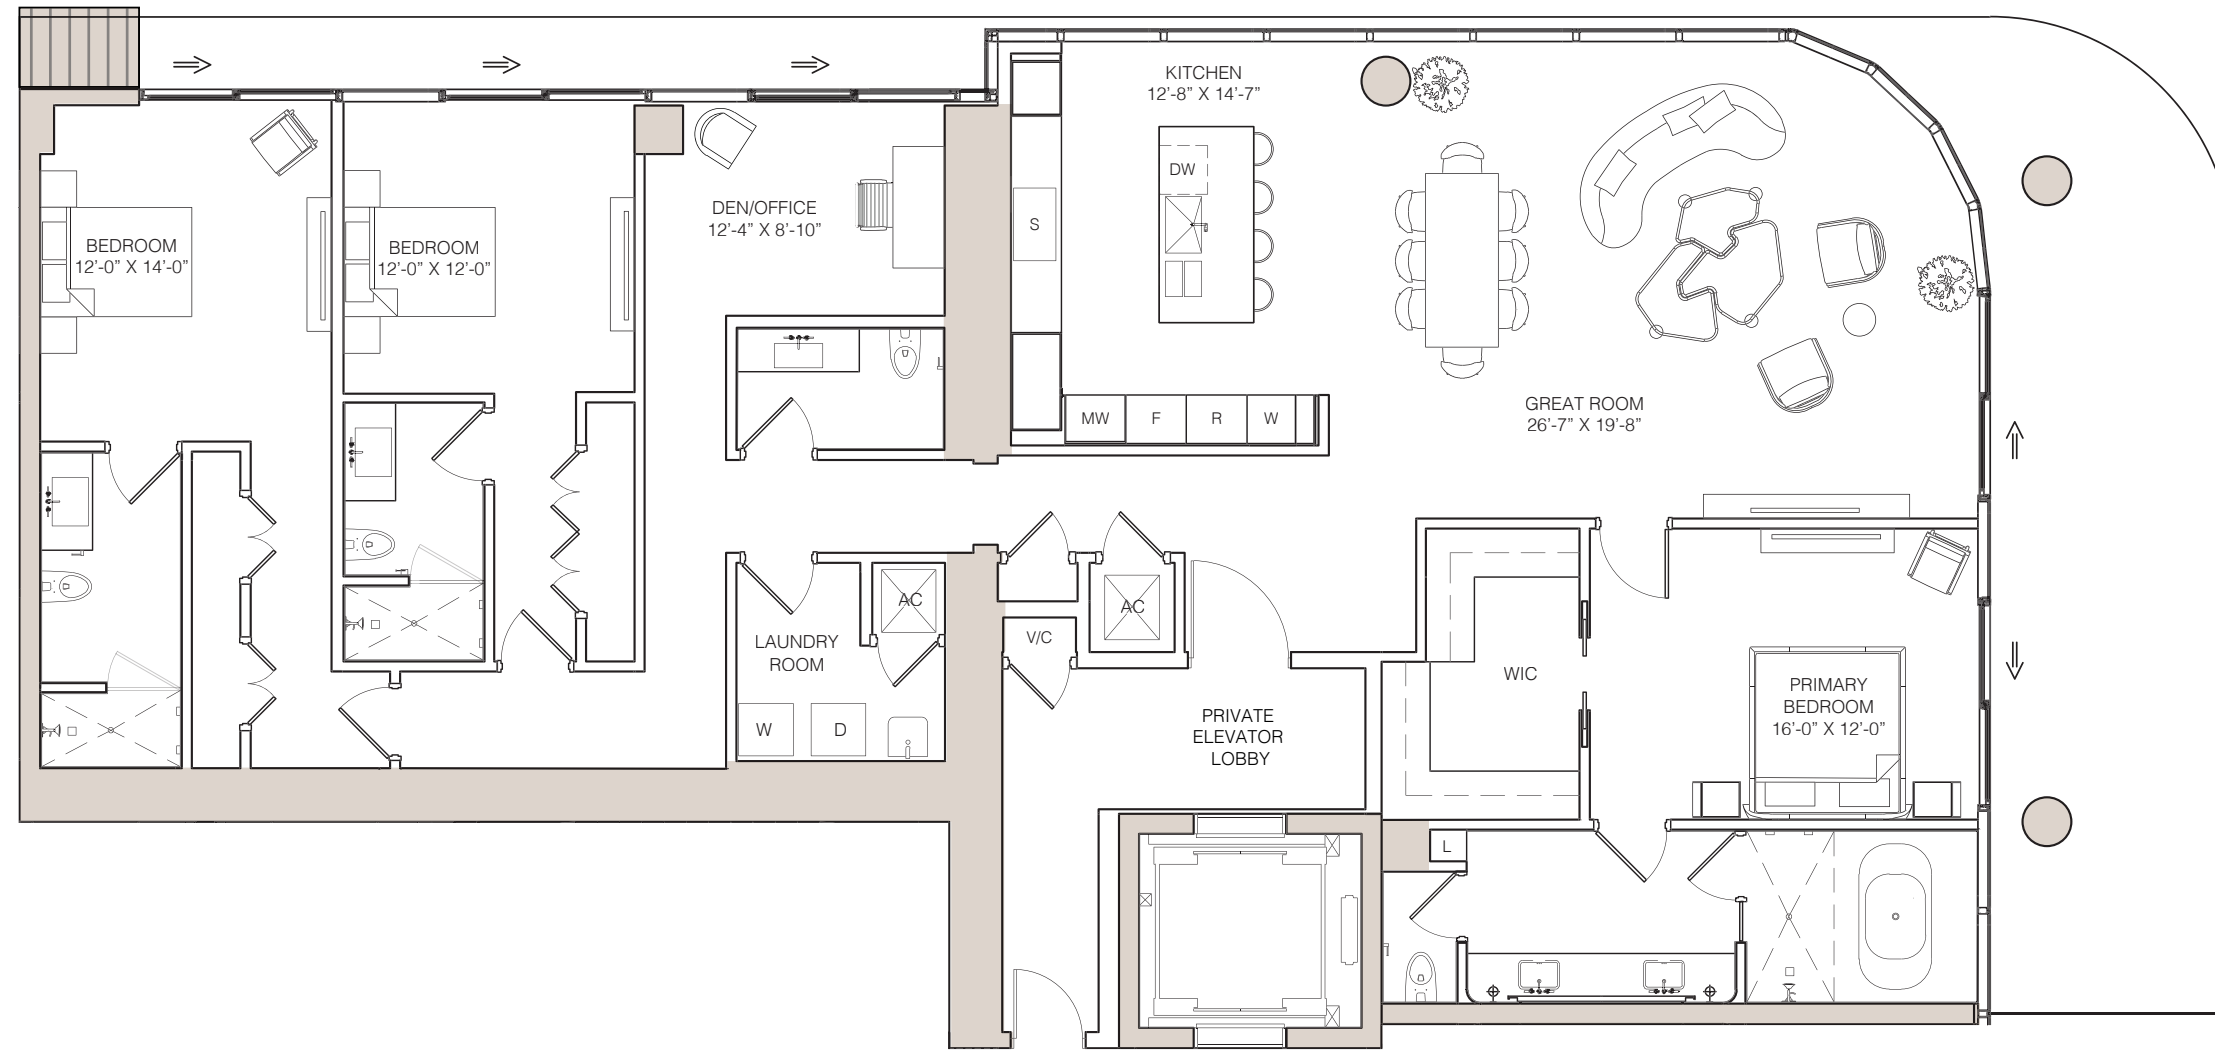 KITCHEN
12'-8" X 14'-7"
DW
S
DEN/OFFICE
12'-4" X 8'-10"
BEDROOM
12'-0" X 14'-0"
BEDROOM
12'-0" X 12'-0"
GREAT ROOM
26'-7" X 19'-8"
MW
F
R
W
AC
AC
V/C
LAUNDRY
ROOM
W
D
WIC
PRIVATE
ELEVATOR
LOBBY
PRIMARY
BEDROOM
16'-0" X 12'-0"
L